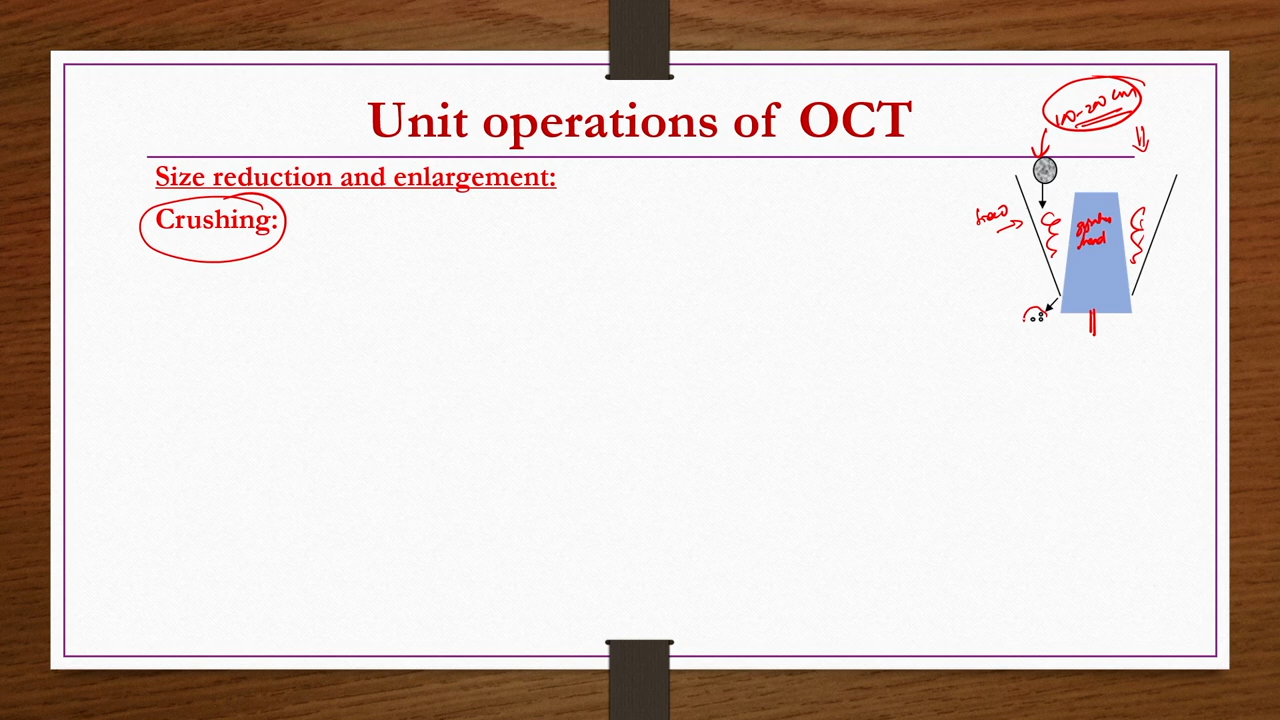 Unit operations of OCT
Size reduction and enlargement:
Crushing: